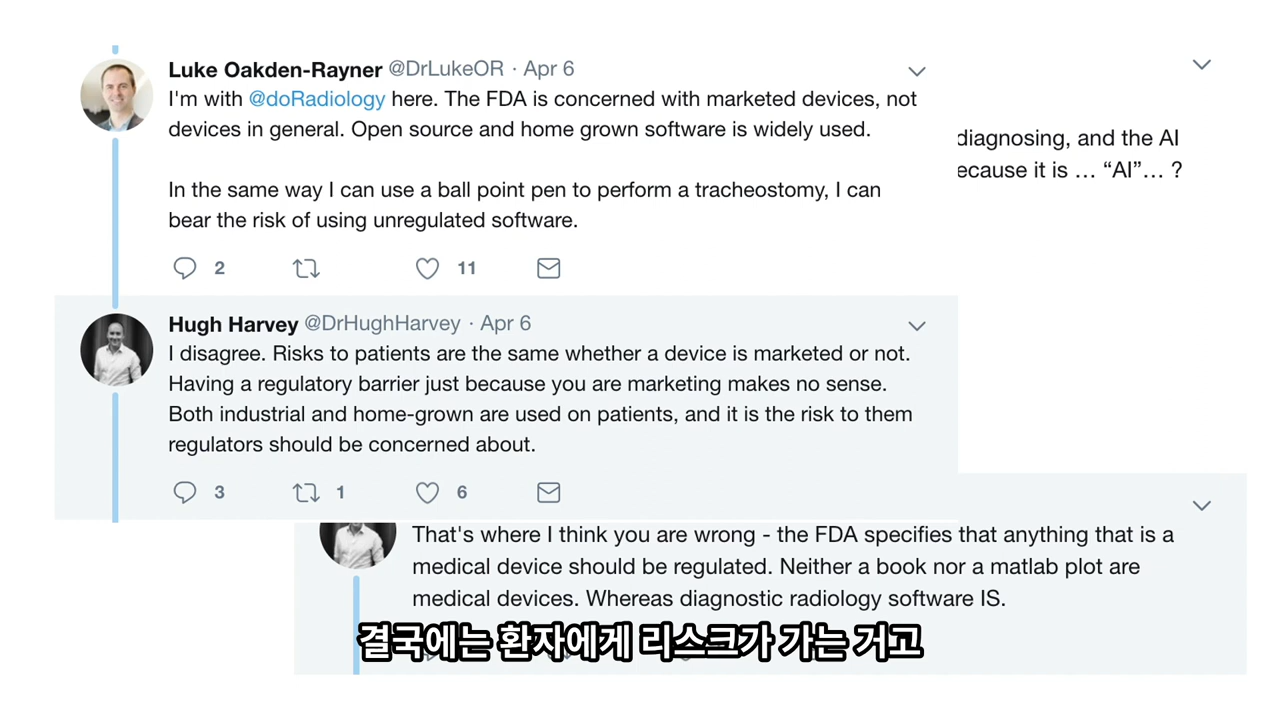 Luke Oakden-Rayner @DrLukeOR · Apr 6
I'm with @doRadiology here. The FDA is concerned with marketed devices, not
devices in general. Open source and home grown software is widely used.
In the same way I can use a ball point pen to perform a tracheostomy, I can
bear the risk of using unregulated software.
2 11
diagnosing, and the AI
ecause it is … “AI”… ?
Hugh Harvey @DrHughHarvey · Apr 6
I disagree. Risks to patients are the same whether a device is marketed or not.
Having a regulatory barrier just because you are marketing makes no sense.
Both industrial and home-grown are used on patients, and it is the risk to them
regulators should be concerned about.
3 1 6
That's where I think you are wrong - the FDA specifies that anything that is a
medical device should be regulated. Neither a book nor a matlab plot are
medical devices. Whereas diagnostic radiology software IS.
결국에는 환자에게 리스크가 가는 거고